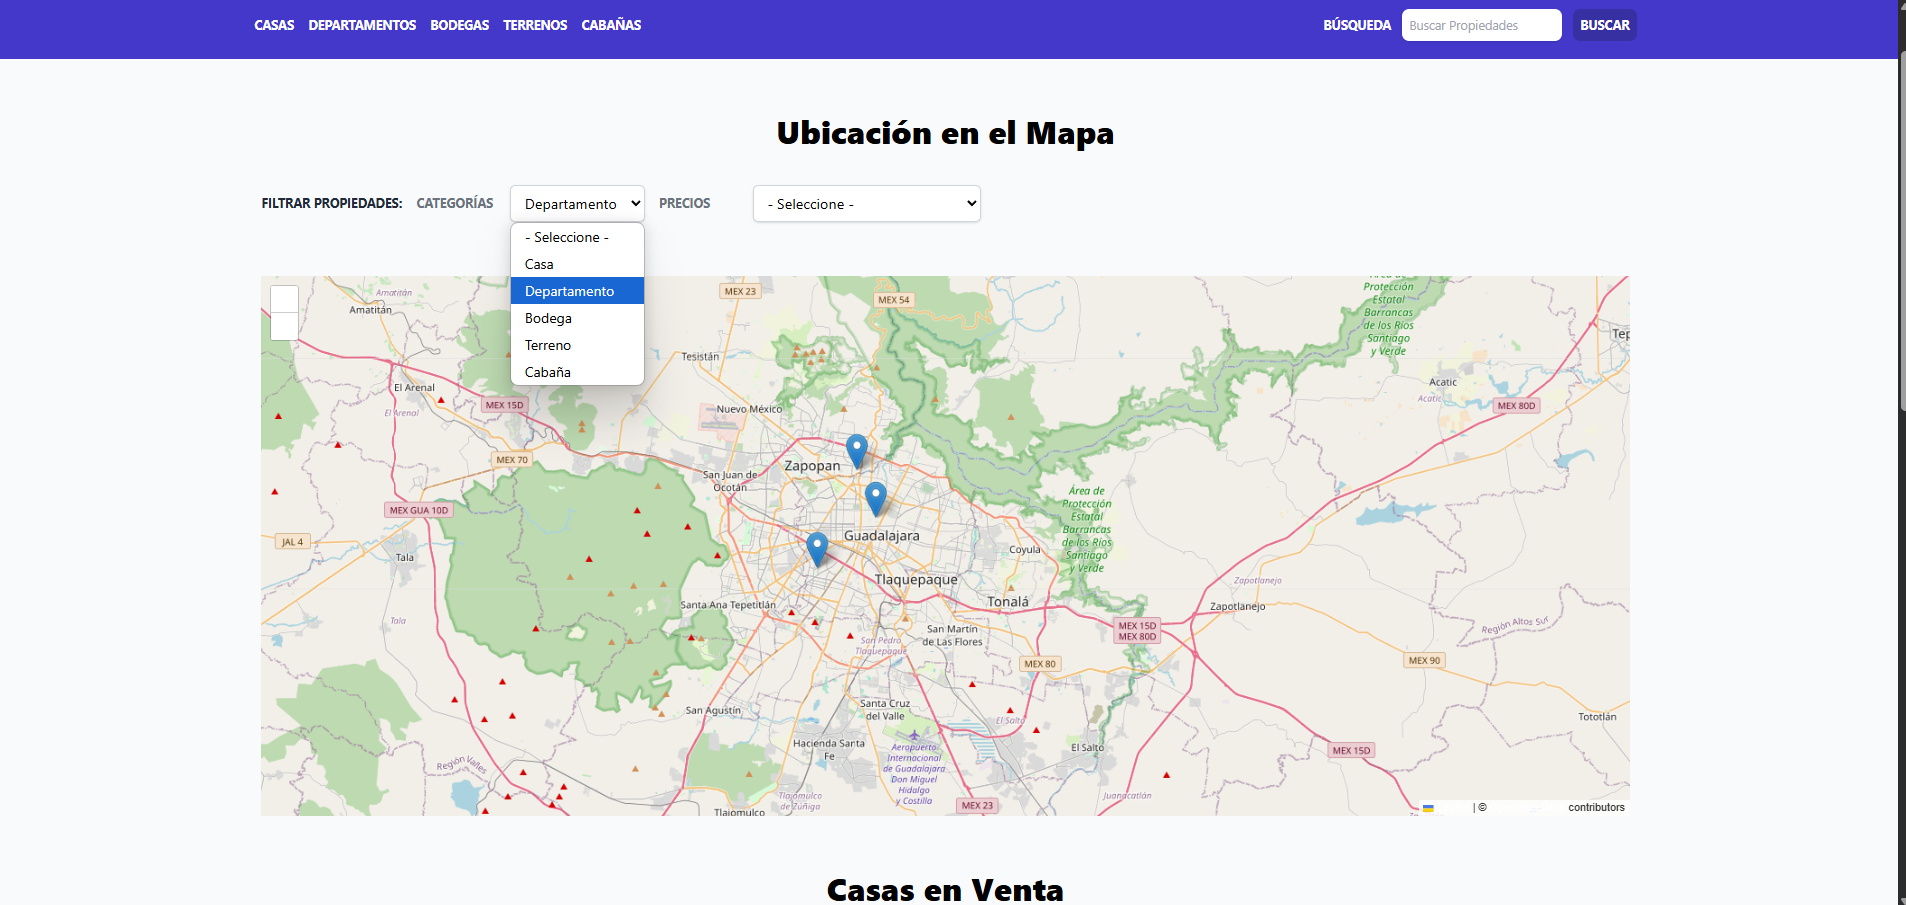 CASAS DEPARTAMENTOS BODEGAS TERRENOS CABAÑAS BÚSQUEDA Buscar Propiedades BUSCAR
Ubicación en el Mapa
FILTRAR PROPIEDADES: CATEGORÍAS Departamento PRECIOS - Seleccione -
- Seleccione -
Casa
Departamento
Bodega
Terreno
Cabaña
Amatitán
Amatitán
MEX 23
MEX 54
Área de
Protección
Estatal
Barrancas
de los Ríos
Santiago
y Verde
Tesistán
El Arenal
El Arenal
MEX 15D
Nuevo México
Acatic
Acatic
MEX 80D
MEX 70
Zapopan
San Juan de
Ocotán
MEX GUA 10D
Área de
Protección
Estatal
Barrancas
de los Ríos
Santiago
y Verde
JAL 4
Tala
Guadalajara
Coyula
Tlaquepaque
Zapotlanejo
Santa Ana Tepetitlán
Tonalá
Zapotlanejo
Tala
MEX 15D
MEX 80D
San Martín
de Las Flores
San Pedro
Tlaquepaque
Región Altos Sur
MEX 80
MEX 90
San Agustín
Santa Cruz
del Valle
El Salto
Tototlán
Hacienda Santa
Fe
Aeropuerto
Internacional
de Guadalajara
Don Miguel
Hidalgo
y Costilla
El Salto
MEX 15D
Región Valles
Tlajomulco
de Zúñiga
Juanacatlán
Tlajomulco
MEX 23
| © contributors
Casas en Venta